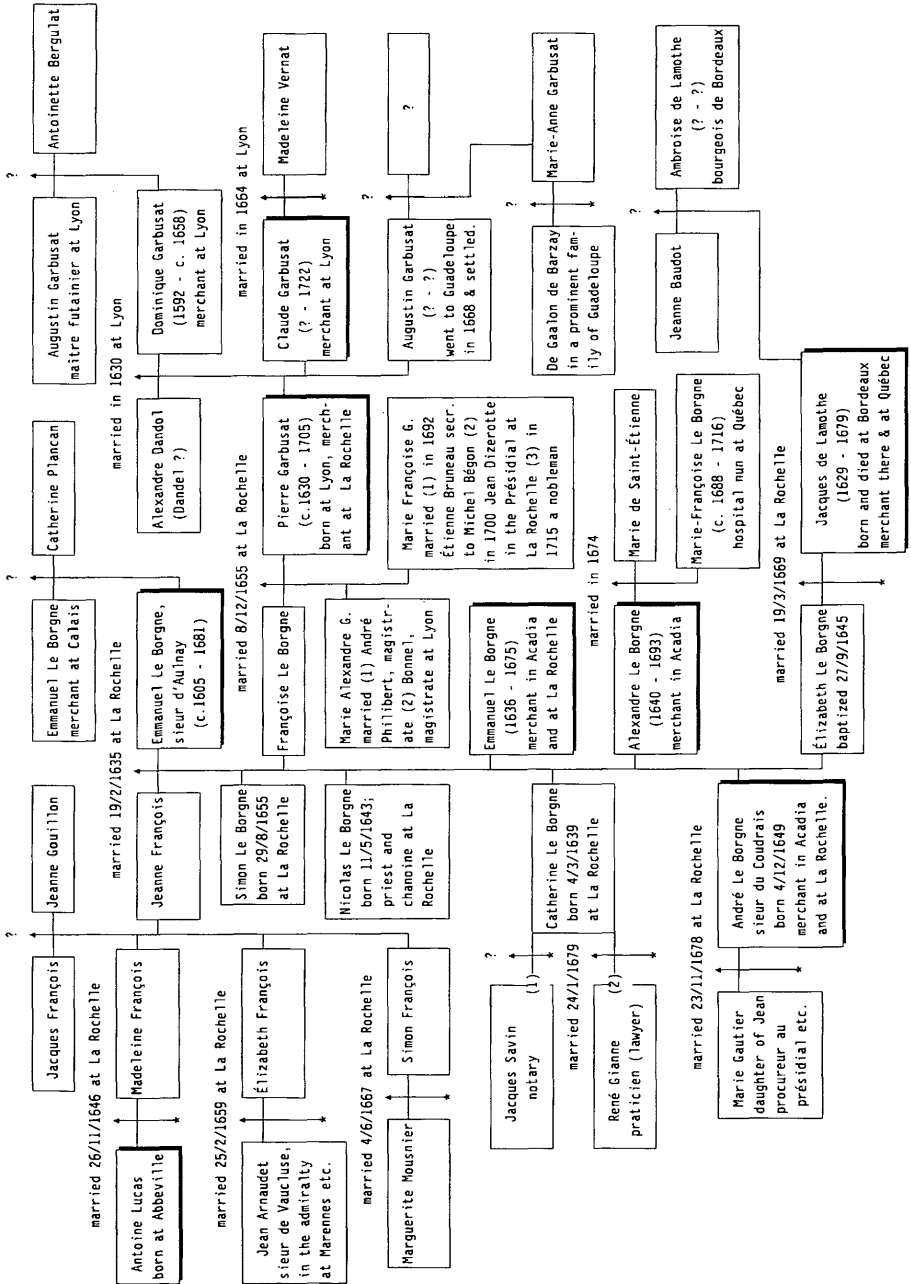 ?
Jacques François
Jeanne Gouillon
married 26/11/1646 at La Rochelle
Antoine Lucas
born at Abbeville
Madeleine François
married 25/2/1659 at La Rochelle
Jean Arnaudet
sieur de Vaucluse,
in the admiralty
at Marennes etc.
Élizabeth François
married 4/6/1667 at La Rochelle
Marguerite Mousnier
Simon François
?
Emmanuel Le Borgne
merchant at Calais
Catherine Plancan
married 19/2/1635 at La Rochelle
Jeanne François
Emmanuel Le Borgne,
sieur d'Aulnay
(c.1605 - 1681)
Simon Le Borgne
born 29/8/1655
at La Rochelle
Nicolas Le Borgne
born 11/5/1643;
priest and
chanoine at La
Rochelle
?
Jacques Savin
notary
(1)
Catherine Le Borgne
born 4/3/1639
at La Rochelle
married 24/1/1679
René Gianne
praticien (lawyer)
(2)
married 23/11/1678 at La Rochelle
Marie Gautier
daughter of Jean
procureur au
présidial etc.
André Le Borgne
sieur du Coudrais
born 4/12/1649
merchant in Acadia
and at La Rochelle.
married 8/12/1655 at La Rochelle
Françoise Le Borgne
Pierre Garbusat
(c.1630 - 1705)
born at Lyon, merch-
ant at La Rochelle
Marie Alexandre G.
married (1) André
Philibert, magistr-
ate (2) Bonnel,
magistrate at Lyon
Marie Françoise G.
married (1) in 1692
Étienne Bruneau secr.
to Michel Bégon (2)
in 1700 Jean Dizerotte
in the Présidial at
La Rochelle (3) in
1715 a nobleman
Emmanuel Le Borgne
(1636 - 1675)
merchant in Acadia
and at La Rochelle
married in 1674
Alexandre Le Borgne
(1640 - 1693)
merchant in Acadia
Marie de Saint-Étienne
Marie-Françoise Le Borgne
(c. 1688 - 1716)
hospital nun at Québec
married 19/3/1669 at La Rochelle
Élizabeth Le Borgne
baptized 27/9/1645
Jacques de Lamothe
(1629 - 1679)
born and died at Bordeaux
merchant there & at Québec
?
Augustin Garbusat
maître futainier at Lyon
Antoinette Bergulat
married in 1630 at Lyon
Alexandre Dandol
(Dandel ?)
Dominique Garbusat
(1592 - c. 1658)
merchant at Lyon
married in 1664 at Lyon
Claude Garbusat
(? - 1722)
merchant at Lyon
Madeleine Vernat
Augustin Garbusat
(? - ?)
went to Guadeloupe
in 1668 & settled.
?
?
De Gaalon de Barzay
in a prominent fam-
ily of Guadeloupe
Marie-Anne Garbusat
?
Jeanne Baudot
Ambroise de Lamothe
(? - ?)
bourgeois de Bordeaux